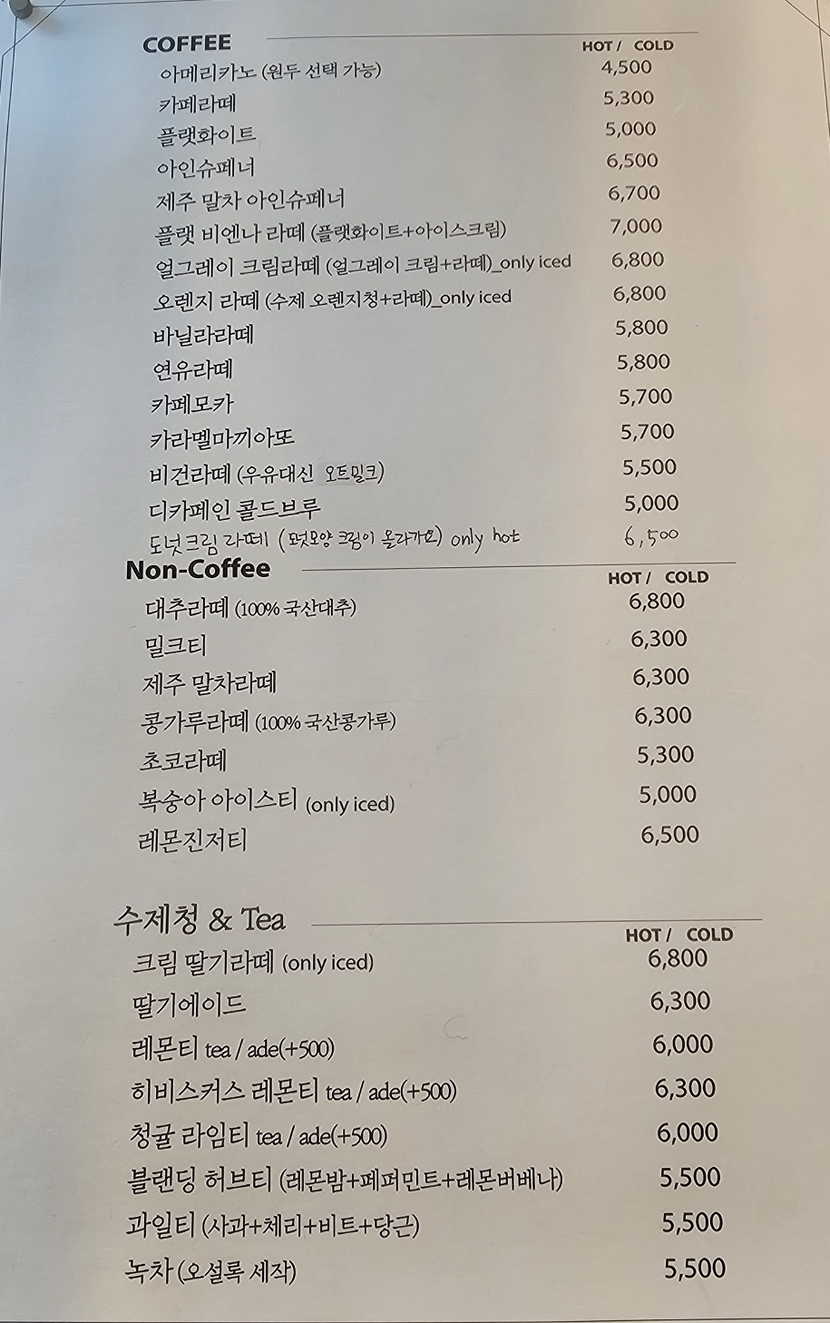 COFFEE HOT / COLD
아메리카노 (원두 선택 가능) 4,500
카페라떼 5,300
플랫화이트 5,000
아인슈페너 6,500
제주 말차 아인슈페너 6,700
플랫 비엔나 라떼 (플랫화이트+아이스크림) 7,000
얼그레이 크림라떼 (얼그레이 크림+라떼)_only iced 6,800
오렌지 라떼 (수제 오렌지청+라떼)_only iced 6,800
바닐라라떼 5,800
연유라떼 5,800
카페모카 5,700
카라멜마끼아또 5,700
비건라떼 (우유대신 오트밀크) 5,500
디카페인 콜드브루 5,000
도넛크림 라떼 (도넛모양 크림이 올라가요) only hot 6,500
Non-Coffee HOT / COLD
대추라떼 (100% 국산대추) 6,800
밀크티 6,300
제주 말차라떼 6,300
콩가루라떼 (100% 국산콩가루) 6,300
초코라떼 5,300
복숭아 아이스티 (only iced) 5,000
레몬진저티 6,500
수제청 & Tea HOT / COLD
크림 딸기라떼 (only iced) 6,800
딸기에이드 6,300
레몬티 tea / ade(+500) 6,000
히비스커스 레몬티 tea / ade(+500) 6,300
청귤 라임티 tea / ade(+500) 6,000
블랜딩 허브티 (레몬밤+페퍼민트+레몬버베나) 5,500
과일티 (사과+체리+비트+당근) 5,500
녹차 (오설록 세작) 5,500